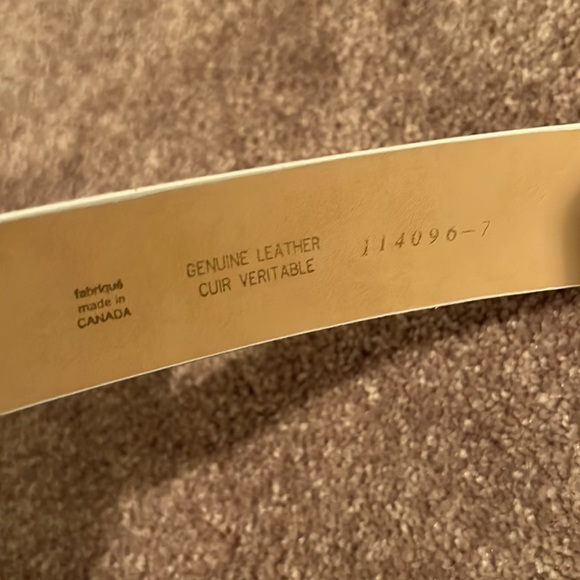 fabriqué
made in
CANADA
GENUINE LEATHER
CUIR VERITABLE
114096-7